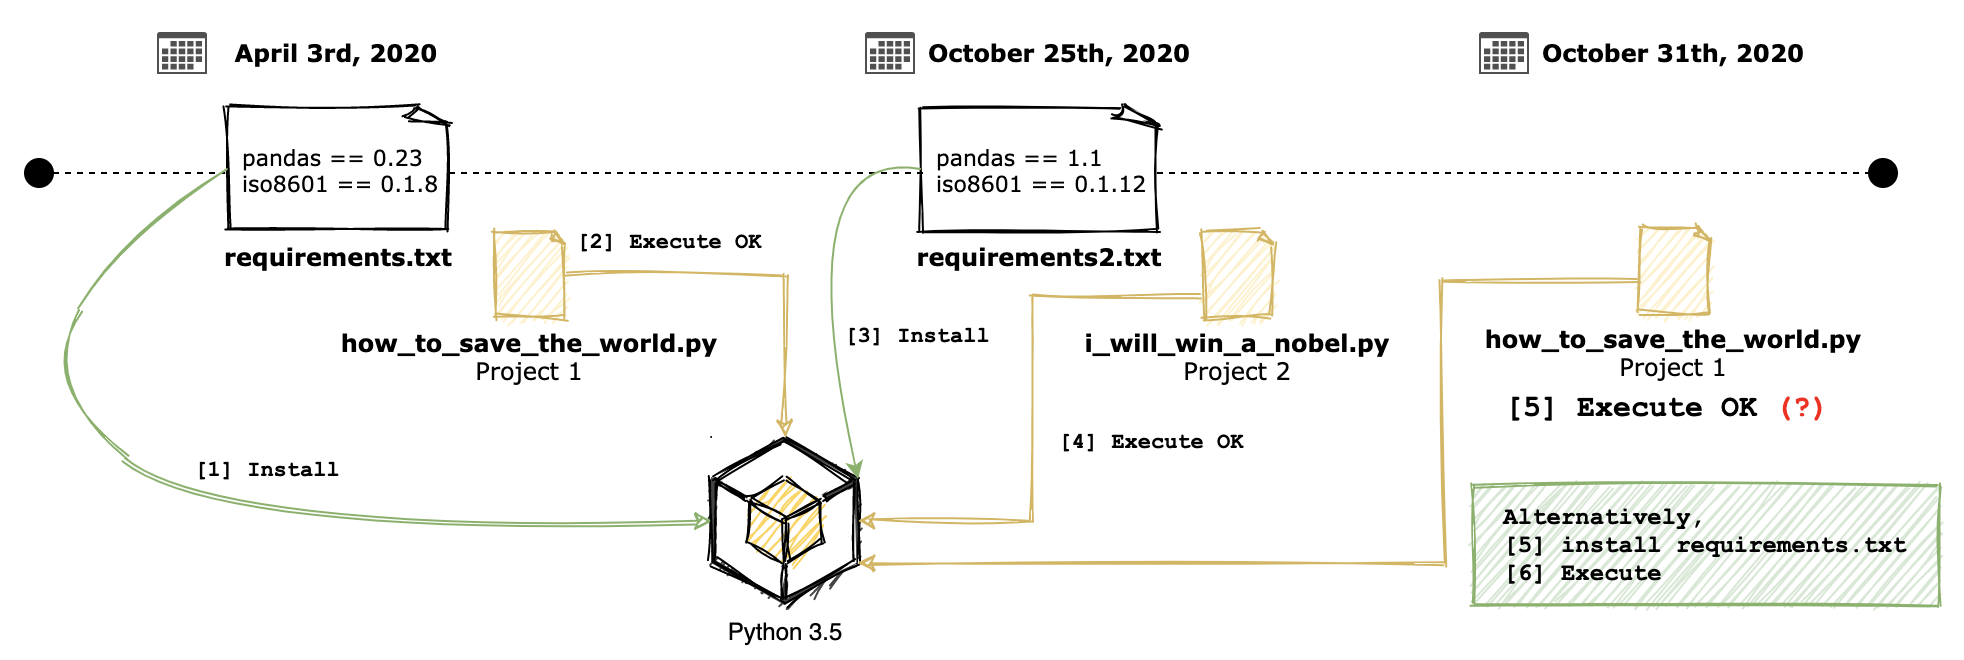 April 3rd, 2020
October 25th, 2020
October 31th, 2020
pandas == 0.23
iso8601 == 0.1.8
requirements.txt
pandas == 1.1
iso8601 == 0.1.12
requirements2.txt
[2] Execute OK
how_to_save_the_world.py
Project 1
[3] Install
i_will_win_a_nobel.py
Project 2
how_to_save_the_world.py
Project 1
[5] Execute OK (?)
[4] Execute OK
[1] Install
Alternatively,
[5] install requirements.txt
[6] Execute
Python 3.5